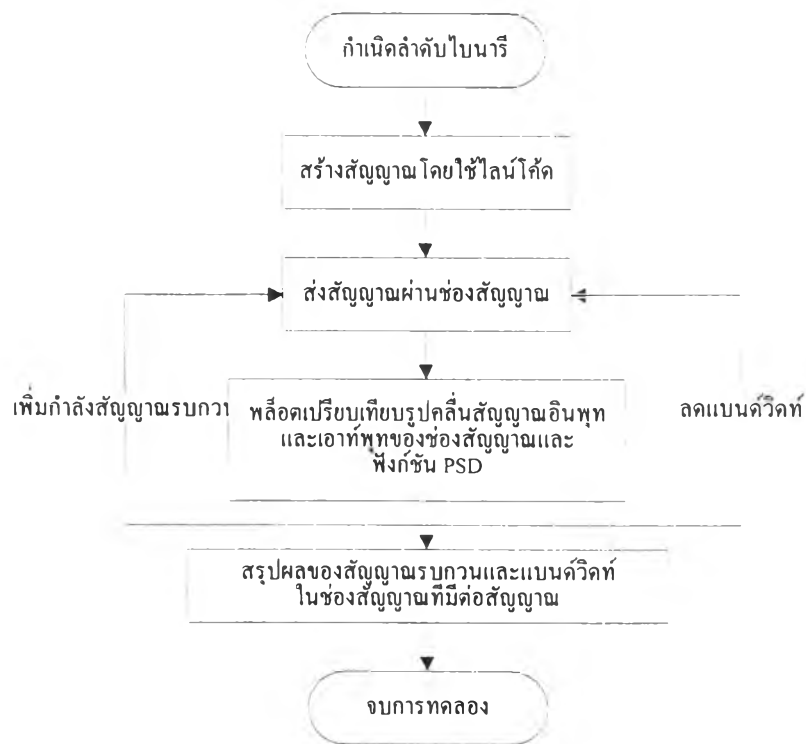 กำเนิดลำดับไบนารี
สร้างสัญญาณโดยใช้ไลน์โค้ด
ส่งสัญญาณผ่านช่องสัญญาณ
เพิ่มกำลังสัญญาณรบกวน
พล็อตเปรียบเทียบรูปคลื่นสัญญาณอินพุท
และเอาท์พุทของช่องสัญญาณและ
ฟังก์ชัน PSD
ลดแบนด์วิดท์
สรุปผลของสัญญาณรบกวนและแบนด์วิดท์
ในช่องสัญญาณที่มีต่อสัญญาณ
จบการทดลอง